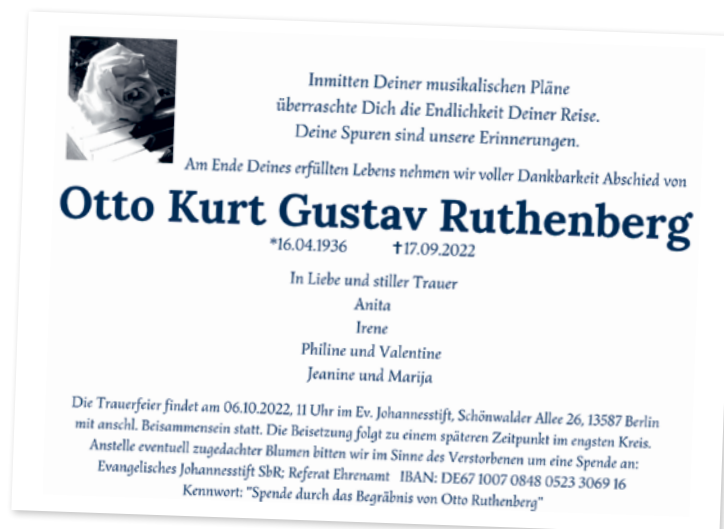 Inmitten Deiner musikalischen Pläne
überraschte Dich die Endlichkeit Deiner Reise.
Deine Spuren sind unsere Erinnerungen.
Am Ende Deines erfüllten Lebens nehmen wir voller Dankbarkeit Abschied von
Otto Kurt Gustav Ruthenberg
*16.04.1936 ✝17.09.2022
In Liebe und stiller Trauer
Anita
Irene
Philine und Valentine
Jeanine und Marija
Die Trauerfeier findet am 06.10.2022, 11 Uhr im Ev. Johannesstift, Schönwalder Allee 26, 13587 Berlin
mit anschl. Beisammensein statt. Die Beisetzung folgt zu einem späteren Zeitpunkt im engsten Kreis.
Anstelle eventuell zugedachter Blumen bitten wir im Sinne des Verstorbenen um eine Spende an:
Evangelisches Johannesstift SbR; Referat Ehrenamt IBAN: DE67 1007 0848 0523 3069 16
Kennwort: "Spende durch das Begräbnis von Otto Ruthenberg"